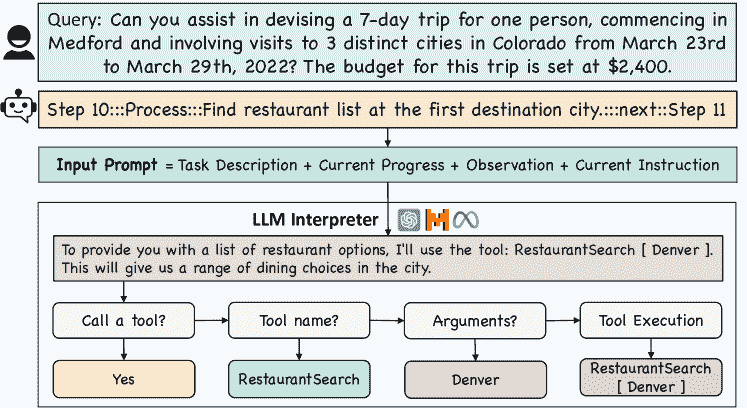 Query: Can you assist in devising a 7-day trip for one person, commencing in
Medford and involving visits to 3 distinct cities in Colorado from March 23rd
to March 29th, 2022? The budget for this trip is set at $2,400.
Step 10:::Process:::Find restaurant list at the first destination city.:::next::Step 11
Input Prompt = Task Description + Current Progress + Observation + Current Instruction
LLM Interpreter
To provide you with a list of restaurant options, I'll use the tool: RestaurantSearch [ Denver ].
This will give us a range of dining choices in the city.
Call a tool?
Tool name?
Arguments?
Tool Execution
Yes
RestaurantSearch
Denver
RestaurantSearch
[ Denver ]